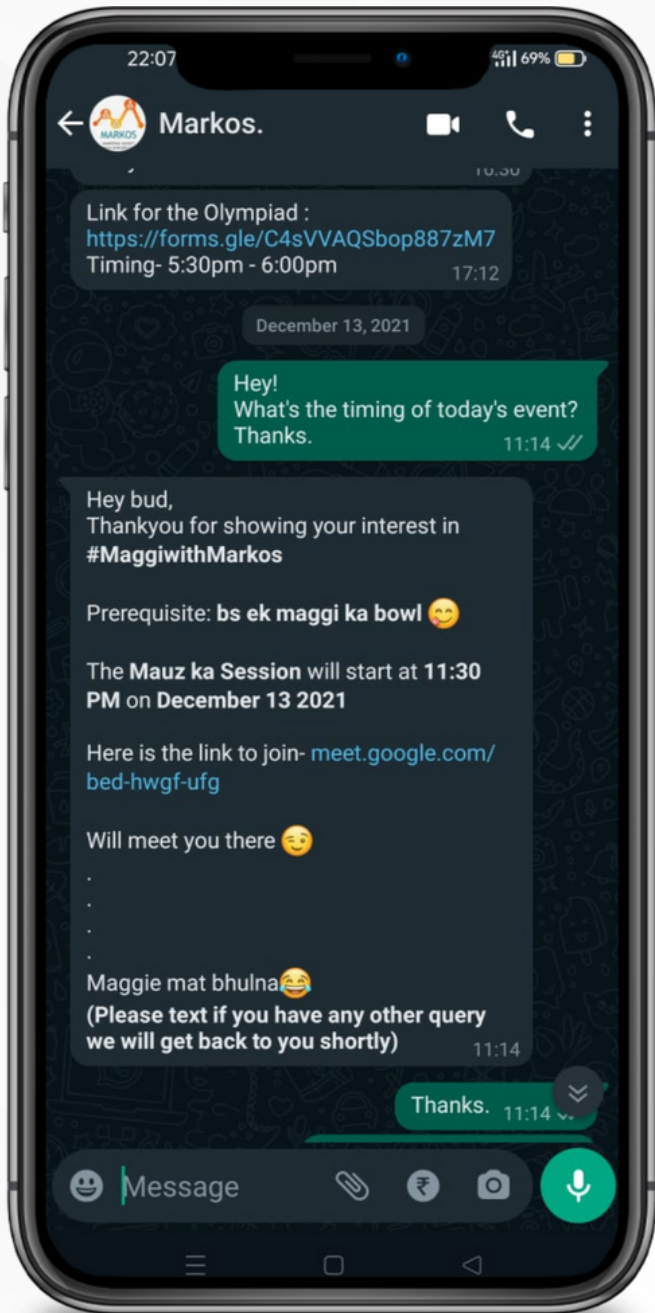 22:07
4G+ 69%
Markos.
MARKOS
16:30
Link for the Olympiad :
https://forms.gle/C4sVVAQSbop887zM7
Timing- 5:30pm - 6:00pm
17:12
December 13, 2021
Hey!
What's the timing of today's event?
Thanks.
11:14
Hey bud,
Thankyou for showing your interest in
#MaggiwithMarkos
Prerequisite: bs ek maggi ka bowl 😋
The Mauz ka Session will start at 11:30
PM on December 13 2021
Here is the link to join- meet.google.com/
bed-hwgf-ufg
Will meet you there 😉
.
.
.
.
Maggie mat bhulna😂
(Please text if you have any other query
we will get back to you shortly)
11:14
Thanks. 11:14
Message
₹